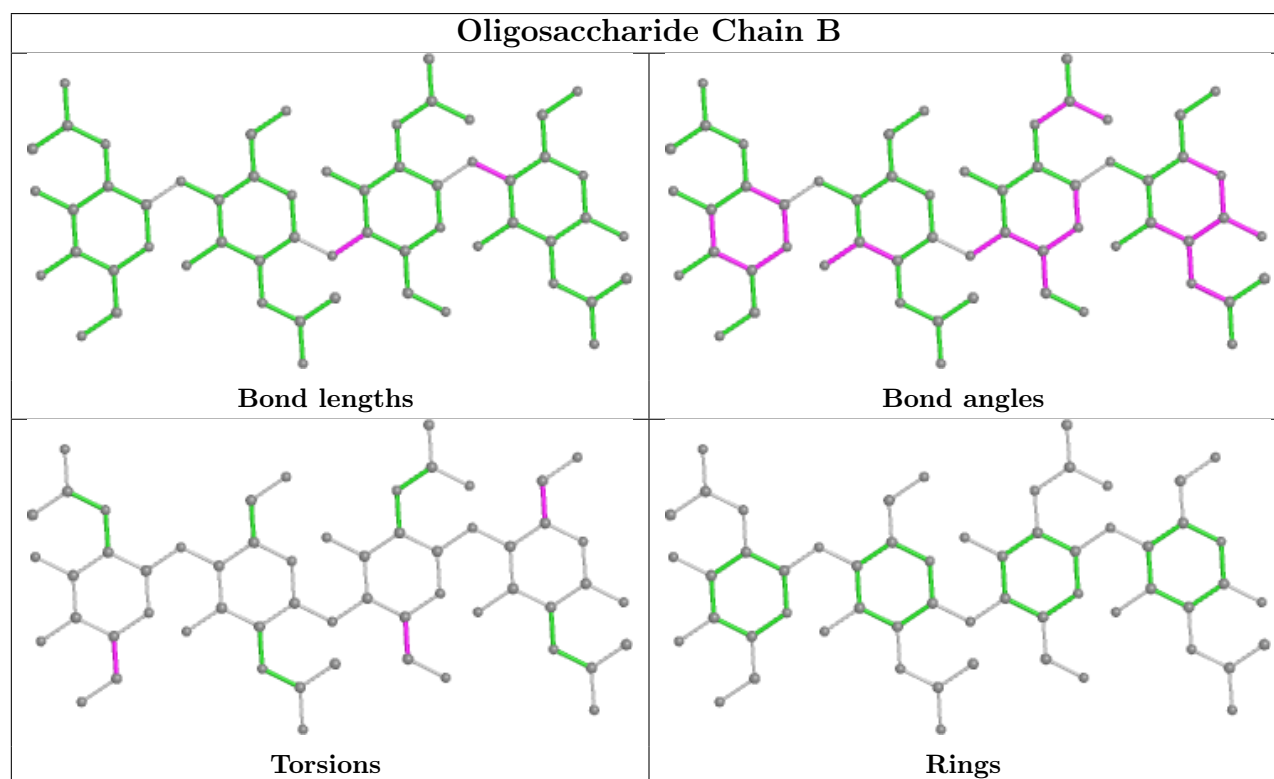 Oligosaccharide Chain B
Bond lengths
Bond angles
Torsions
Rings